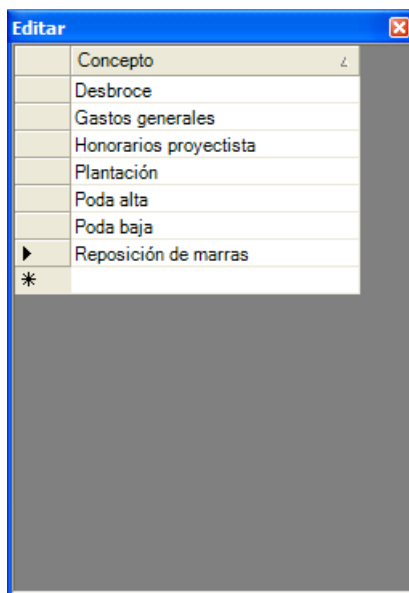 Editar
Concepto
Desbroce
Gastos generales
Honorarios proyectista
Plantación
Poda alta
Poda baja
Reposición de marras